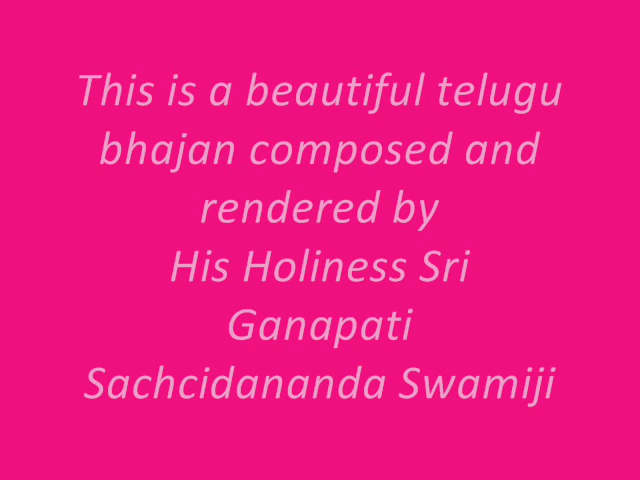 This is a beautiful telugu
bhajan composed and
rendered by
His Holiness Sri
Ganapati
Sachcidananda Swamiji